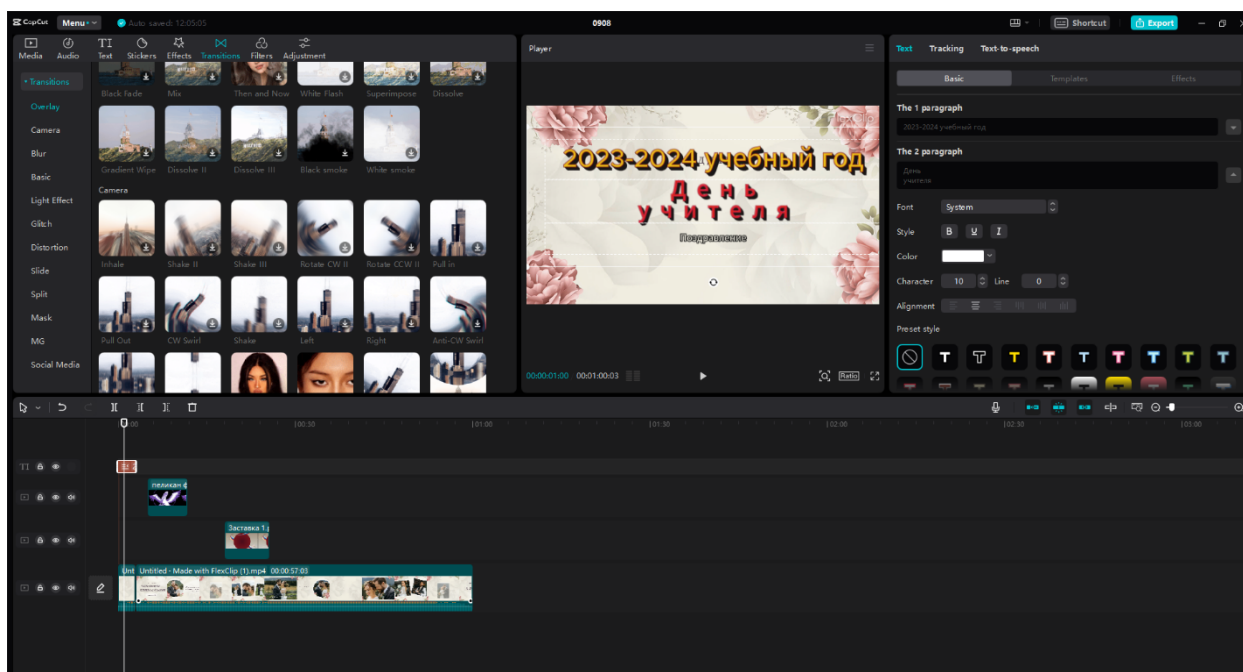 CapCut
Menu
Auto saved: 12:05:05
0908
Shortcut
Export
Media
Audio
Text
Stickers
Effects
Transitions
Filters
Adjustment
Transitions
Overlay
Camera
Blur
Basic
Light Effect
Glitch
Distortion
Slide
Split
Mask
MG
Social Media
Black Fade
Mix
Then and Now
White Flash
Superimpose
Dissolve
Gradient Wipe
Dissolve II
Dissolve III
Black smoke
White smoke
Camera
Inhale
Shake II
Shake III
Rotate CW II
Rotate CCW II
Pull in
Pull Out
CW Swirl
Shake
Left
Right
Anti-CW Swirl
Player
2023-2024 учебный год
День
учителя
Поздравление
00:00:01:00
00:01:00:03
Ratio
Text
Tracking
Text-to-speech
Basic
Templates
Effects
The 1 paragraph
2023-2024 учебный год
The 2 paragraph
День
учителя
Font
System
Style
B U I
Color
Character
10
Line
0
Alignment
Preset style
T T T T T T T T T
00:30
01:00
01:30
02:00
02:30
03:00
TI
пеликан
Заставка 1.
Unt
Untitled - Made with FlexClip (1).mp4 00:00:57:03